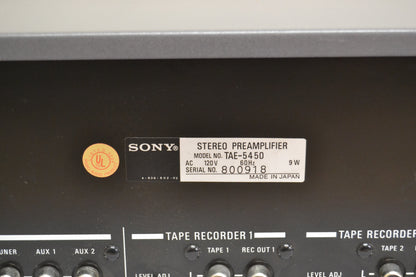 UL
SONY®
STEREO PREAMPLIFIER
MODEL NO. TAE-5450
AC 120V 60Hz 9W
SERIAL NO. 800918
MADE IN JAPAN
TAPE RECORDER 1
TAPE RECORDER
UNER AUX 1 AUX 2 TAPE 1 REC OUT 1 TAPE 2
LEVEL ADJ L LEVEL ADJ L